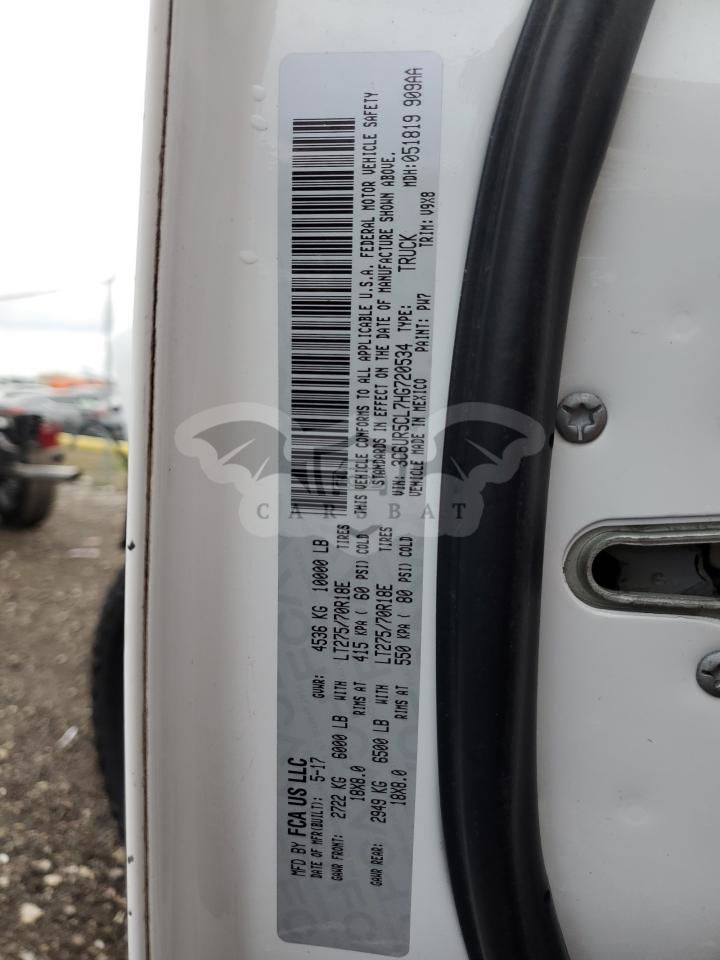 MFD BY FCA US LLC
DATE OF MFR(BUILT): 5-17 GVWR: 4536 KG 10000 LB
GAWR FRONT: 2722 KG 6000 LB WITH LT275/70R18E TIRES
18X8.0 RIMS AT 415 KPA( 60 PSI) COLD
GAWR REAR: 2949 KG 6500 LB WITH LT275/70R18E TIRES
18X8.0 RIMS AT 550 KPA( 80 PSI) COLD
THIS VEHICLE CONFORMS TO ALL APPLICABLE U.S.A. FEDERAL MOTOR VEHICLE SAFETY
STANDARDS IN EFFECT ON THE DATE OF MANUFACTURE SHOWN ABOVE.
VIN: 3C6UR5CL7HG720534 TYPE: TRUCK MDH:051819 909AA
VEHICLE MADE IN MEXICO PAINT: PW7 TRIM: V9X8
CAR BAT